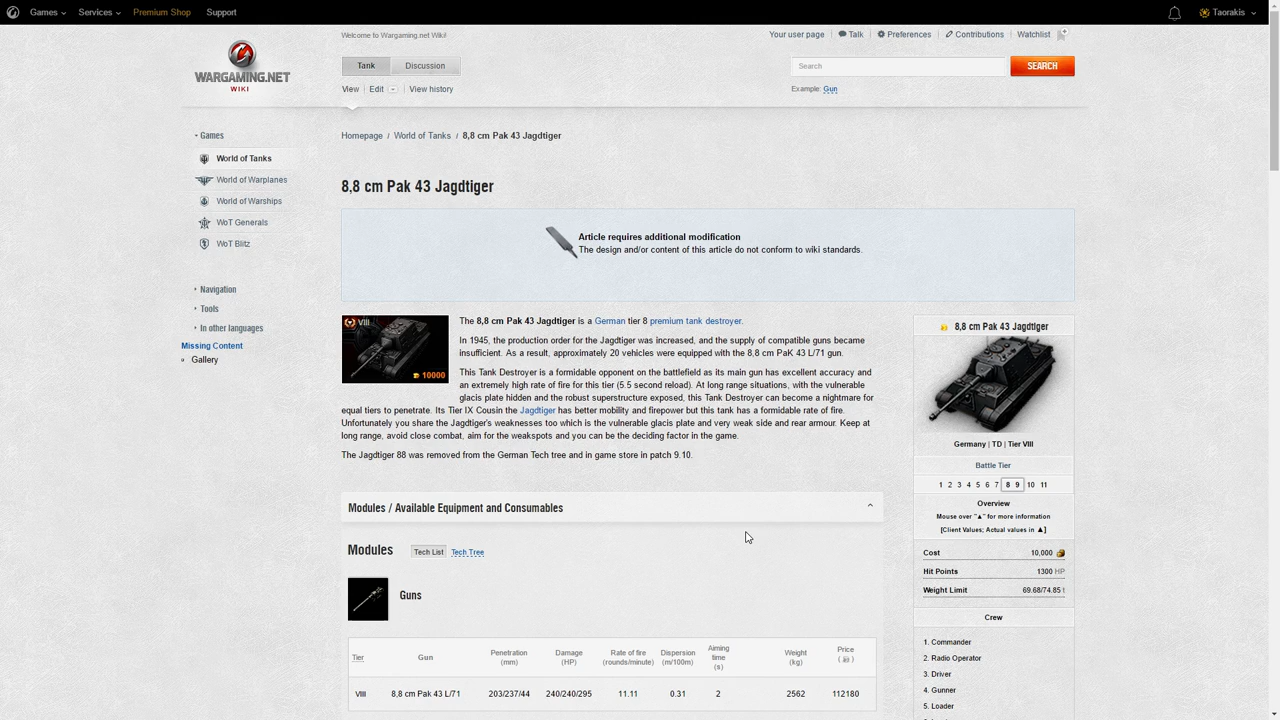 Games Services Premium Shop Support Taorakis
Welcome to Wargaming.net Wiki!
Your user page Talk Preferences Contributions Watchlist
WARGAMING.NET
WIKI
Tank Discussion
Search SEARCH
View Edit View history
Example: Gun
Games
World of Tanks
World of Warplanes
World of Warships
WoT Generals
WoT Blitz
Navigation
Tools
In other languages
Missing Content
Gallery
Homepage / World of Tanks / 8,8 cm Pak 43 Jagdtiger
8,8 cm Pak 43 Jagdtiger
Article requires additional modification
The design and/or content of this article do not conform to wiki standards.
VIII
10000
The 8,8 cm Pak 43 Jagdtiger is a German tier 8 premium tank destroyer.
In 1945, the production order for the Jagdtiger was increased, and the supply of compatible guns became
insufficient. As a result, approximately 20 vehicles were equipped with the 8,8 cm PaK 43 L/71 gun.
This Tank Destroyer is a formidable opponent on the battlefield as its main gun has excellent accuracy and
an extremely high rate of fire for this tier (5.5 second reload). At long range situations, with the vulnerable
glacis plate hidden and the robust superstructure exposed, this Tank Destroyer can become a nightmare for
equal tiers to penetrate. Its Tier IX Cousin the Jagdtiger has better mobility and firepower but this tank has a formidable rate of fire.
Unfortunately you share the Jagdtiger's weaknesses too which is the vulnerable glacis plate and very weak side and rear armour. Keep at
long range, avoid close combat, aim for the weakspots and you can be the deciding factor in the game.
The Jagdtiger 88 was removed from the German Tech tree and in game store in patch 9.10.
Modules / Available Equipment and Consumables
Modules Tech List Tech Tree
Guns
Tier Gun Penetration (mm) Damage (HP) Rate of fire (rounds/minute) Dispersion (m/100m) Aiming time (s) Weight (kg) Price ( )
VIII 8,8 cm Pak 43 L/71 203/237/44 240/240/295 11.11 0.31 2 2562 112180
8,8 cm Pak 43 Jagdtiger
Germany | TD | Tier VIII
Battle Tier
1 2 3 4 5 6 7 8 9 10 11
Overview
Mouse over "▲" for more information
[Client Values; Actual values in ▲]
Cost 10,000
Hit Points 1300 HP
Weight Limit 69.68/74.85 t
Crew
1. Commander
2. Radio Operator
3. Driver
4. Gunner
5. Loader